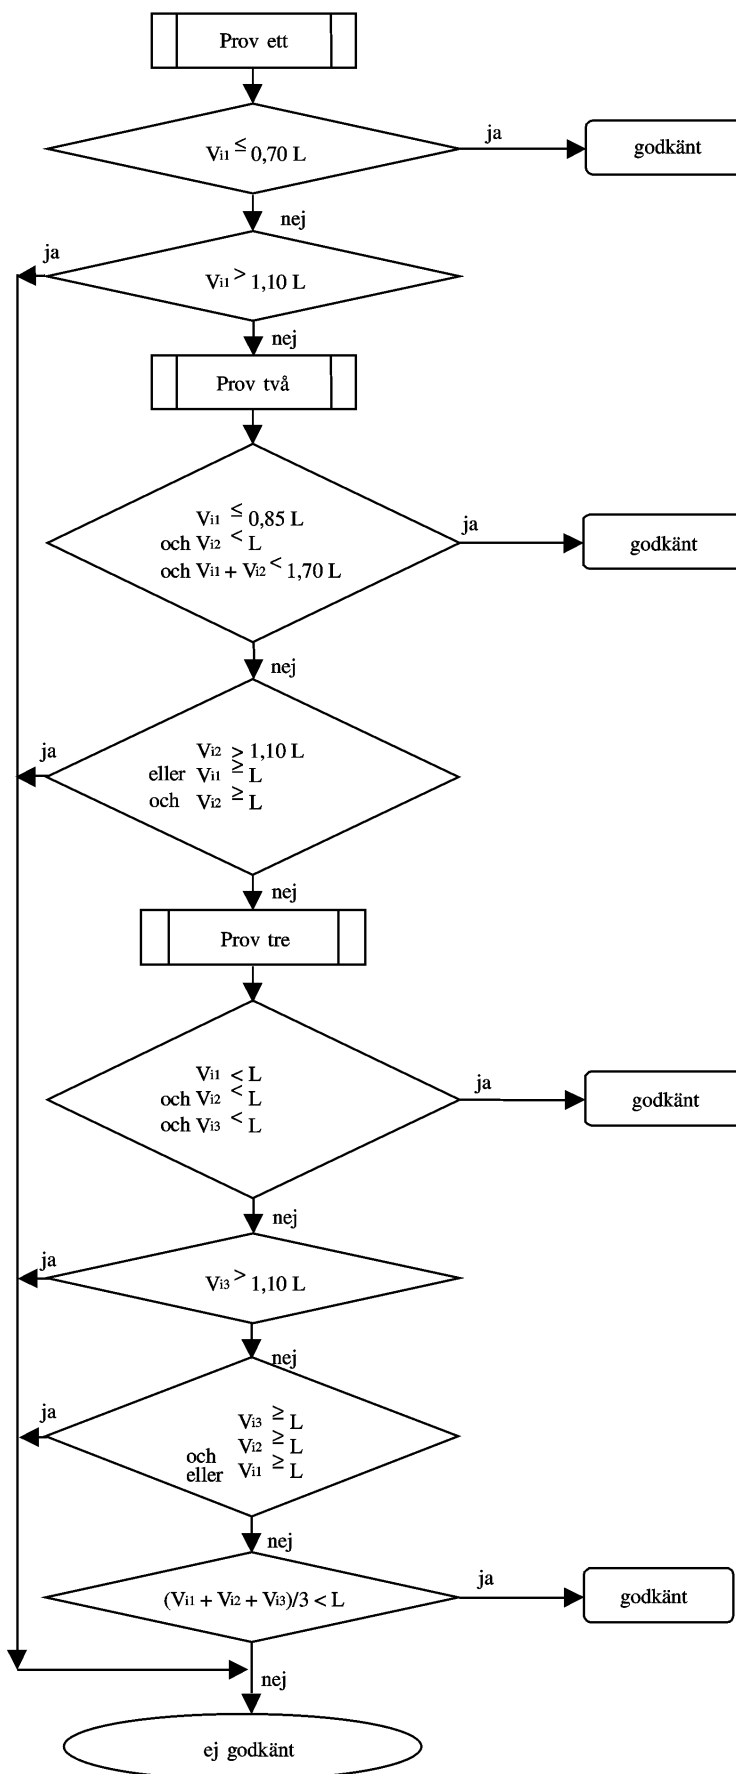 Prov ett
Vi1 ≤ 0,70 L
ja
godkänt
nej
ja
Vi1 > 1,10 L
nej
Prov två
Vi1 ≤ 0,85 L
och Vi2 < L
och Vi1 + Vi2 < 1,70 L
ja
godkänt
nej
ja
Vi2 > 1,10 L
eller Vi1 ≥ L
och Vi2 ≥ L
nej
Prov tre
Vi1 < L
och Vi2 < L
och Vi3 < L
ja
godkänt
nej
ja
Vi3 > 1,10 L
nej
ja
Vi3 ≥ L
och Vi2 ≥ L
eller Vi1 ≥ L
nej
(Vi1 + Vi2 + Vi3)/3 < L
ja
godkänt
nej
ej godkänt